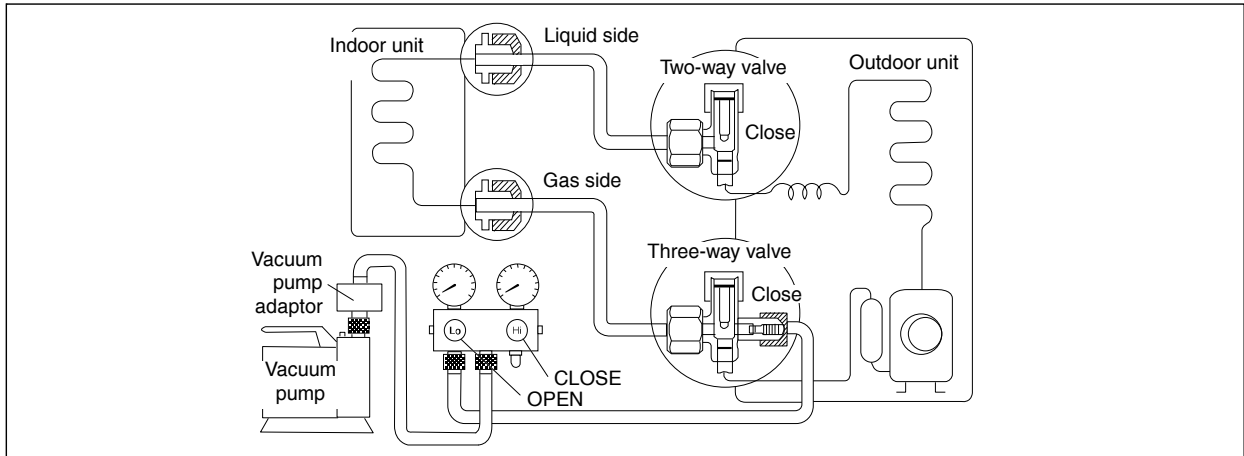 Liquid side
Indoor unit
Two-way valve
Outdoor unit
Close
Gas side
Three-way valve
Close
Vacuum
pump
adaptor
Lo
Hi
Vacuum
pump
CLOSE
OPEN